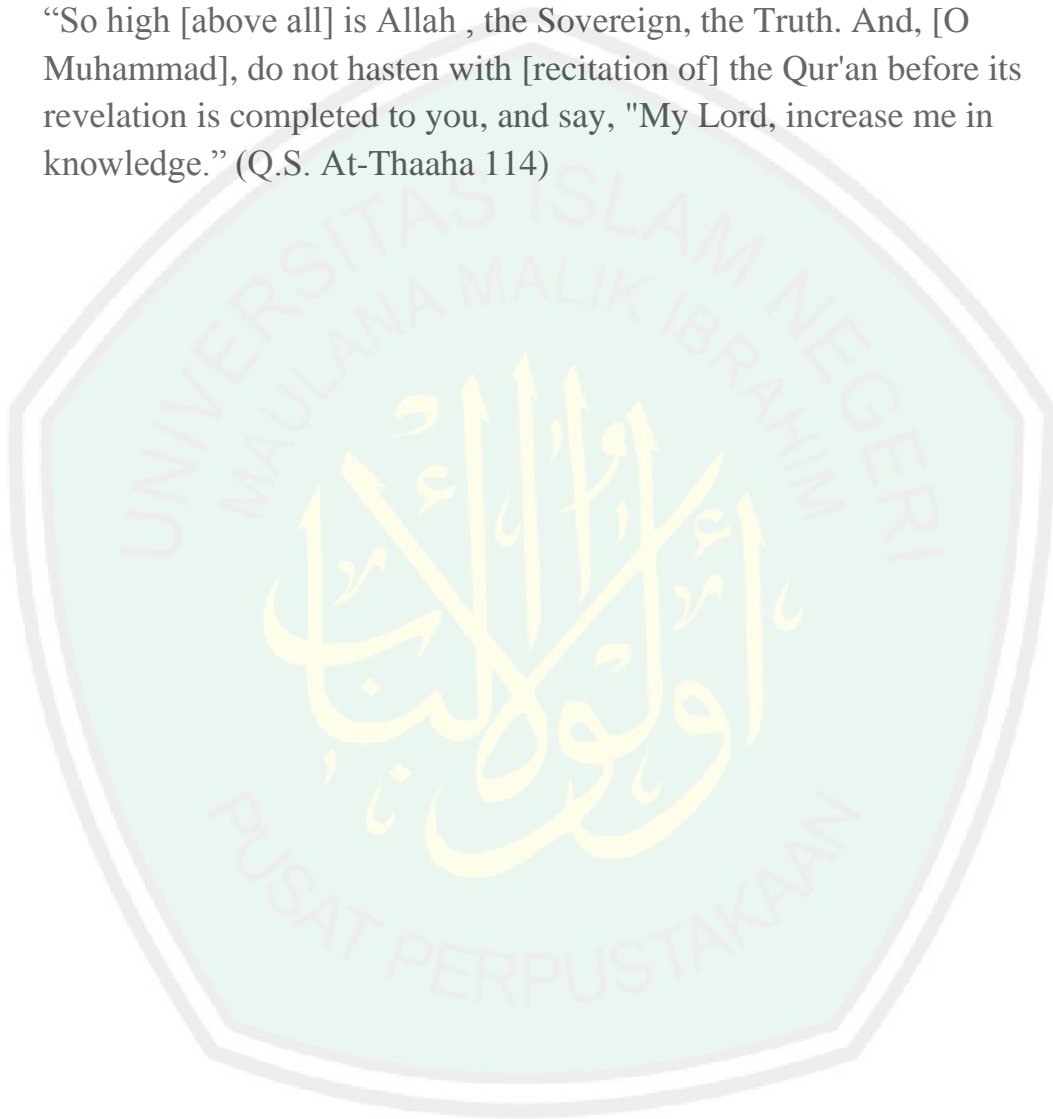 “So high [above all] is Allah , the Sovereign, the Truth. And, [O
Muhammad], do not hasten with [recitation of] the Qur'an before its
revelation is completed to you, and say, "My Lord, increase me in
knowledge.” (Q.S. At-Thaaha 114)
UNIVERSITAS ISLAM NEGERI
MAULANA MALIK IBRAHIM
أولوا الألباب
PUSAT PERPUSTAKAAN